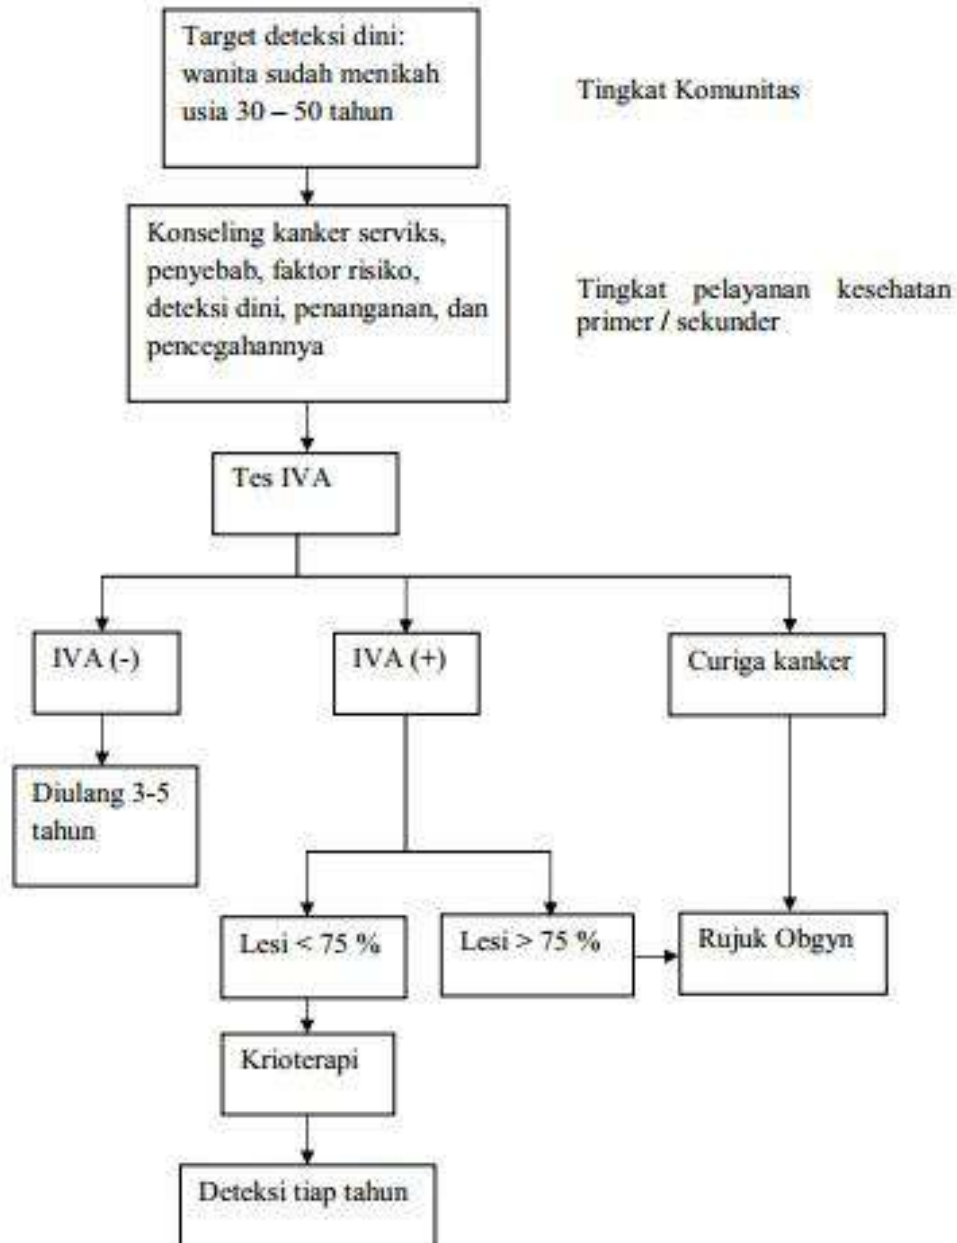 Target deteksi dini:
wanita sudah menikah
usia 30 – 50 tahun
Tingkat Komunitas
Konseling kanker serviks,
penyebab, faktor risiko,
deteksi dini, penanganan, dan
pencegahannya
Tingkat pelayanan kesehatan
primer / sekunder
Tes IVA
IVA (-)
IVA (+)
Curiga kanker
Diulang 3-5
tahun
Lesi < 75 %
Lesi > 75 %
Rujuk Obgyn
Krioterapi
Deteksi tiap tahun